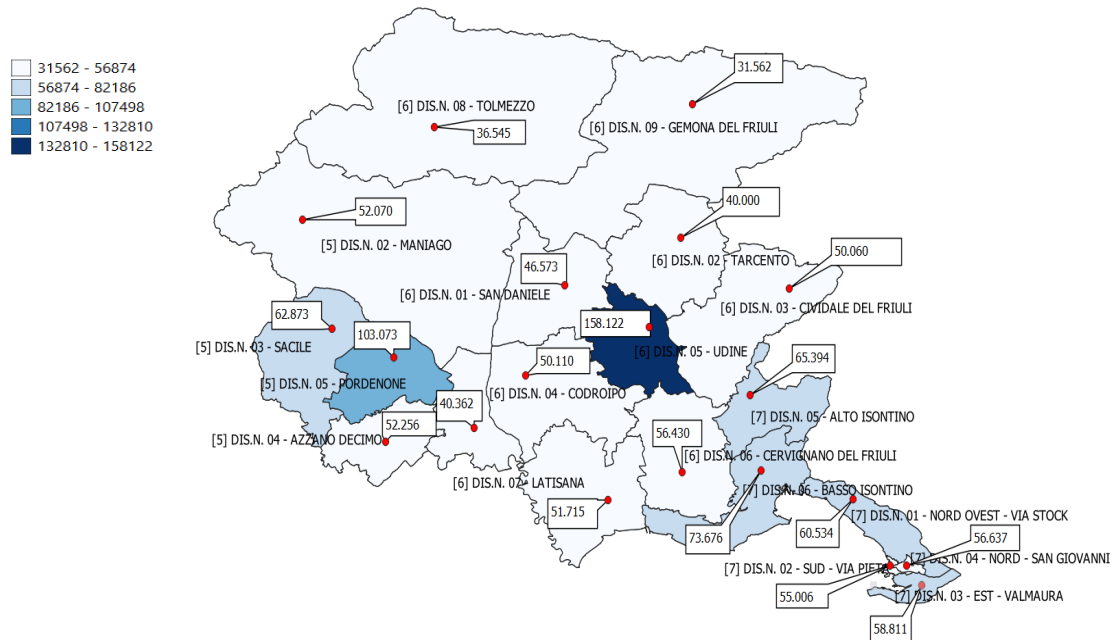 31562 - 56874
56874 - 82186
82186 - 107498
107498 - 132810
132810 - 158122
31.562
[6] DIS.N. 08 - TOLMEZZO
36.545
[6] DIS.N. 09 - GEMONA DEL FRIULI
52.070
40.000
[5] DIS.N. 02 - MANIAGO
50.060
[6] DIS.N. 02 - TARCENTO
46.573
[6] DIS.N. 01 - SAN DANIELE
[6] DIS.N. 03 - CIVIDALE DEL FRIULI
62.873
158.122
103.073
[5] DIS.N. 03 - SACILE
[6] DIS.N. 05 - UDINE
65.394
50.110
[5] DIS.N. 05 - PORDENONE
[6] DIS.N. 04 - CODROIPO
40.362
[7] DIS.N. 05 - ALTO ISONTINO
52.256
56.430
[5] DIS.N. 04 - AZZANO DECIMO
[6] DIS.N. 06 - CERVIGNANO DEL FRIULI
[6] DIS.N. 07 - LATISANA
[7] DIS.N. 06 - BASSO ISONTINO
51.715
[7] DIS.N. 01 - NORD OVEST - VIA STOCK
60.534
73.676
56.637
[7] DIS.N. 04 - NORD - SAN GIOVANNI
[7] DIS.N. 02 - SUD - VIA PIETÀ
55.006
[7] DIS.N. 03 - EST - VALMAURA
58.811